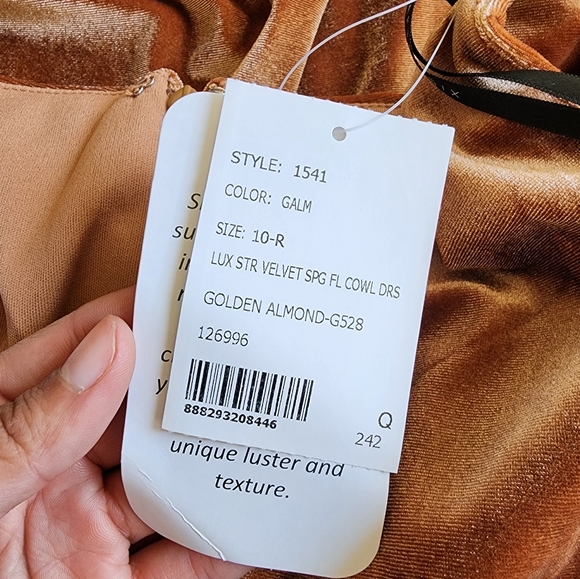 STYLE: 1541
COLOR: GALM
SIZE: 10-R
LUX STR VELVET SPG FL COWL DRS
GOLDEN ALMOND-G528
126996
888293208446
Q
242
unique luster and
texture.